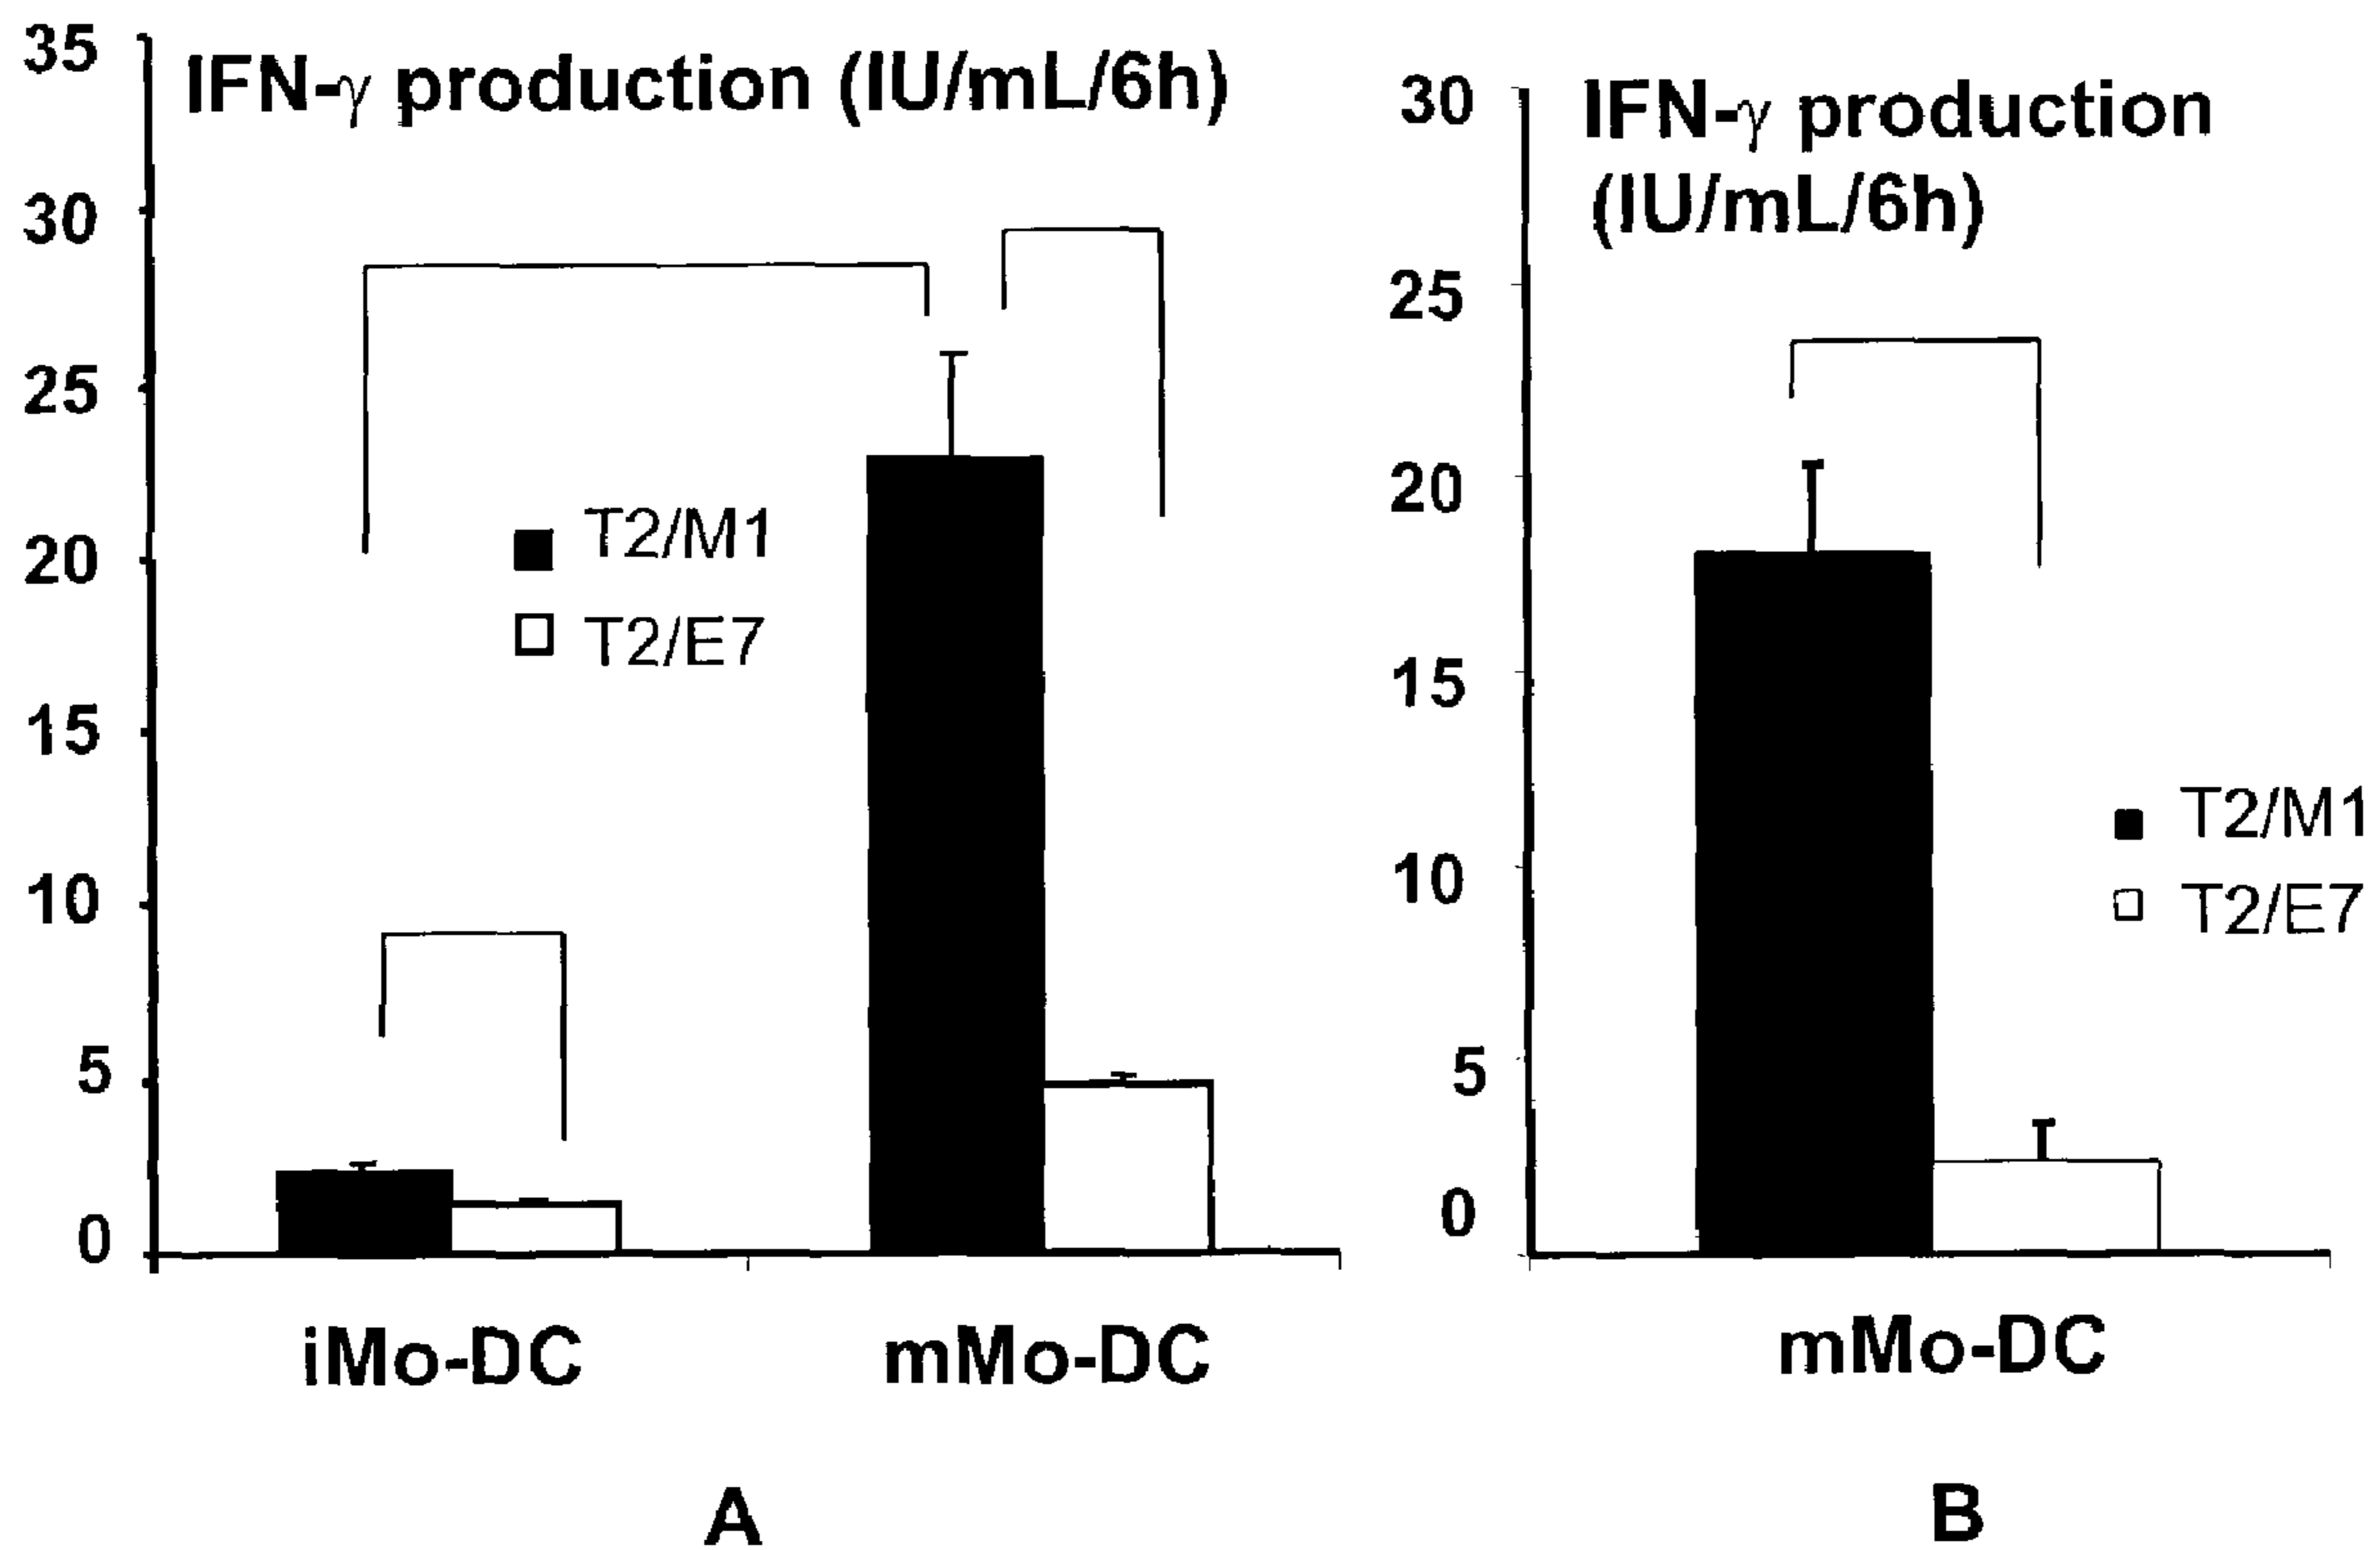 IFN-γ production (IU/mL/6h)
35
30
25
20
15
10
5
0
T2/M1
T2/E7
iMo-DC
mMo-DC
A
IFN-γ production
(IU/mL/6h)
30
25
20
15
10
5
0
T2/M1
T2/E7
mMo-DC
B